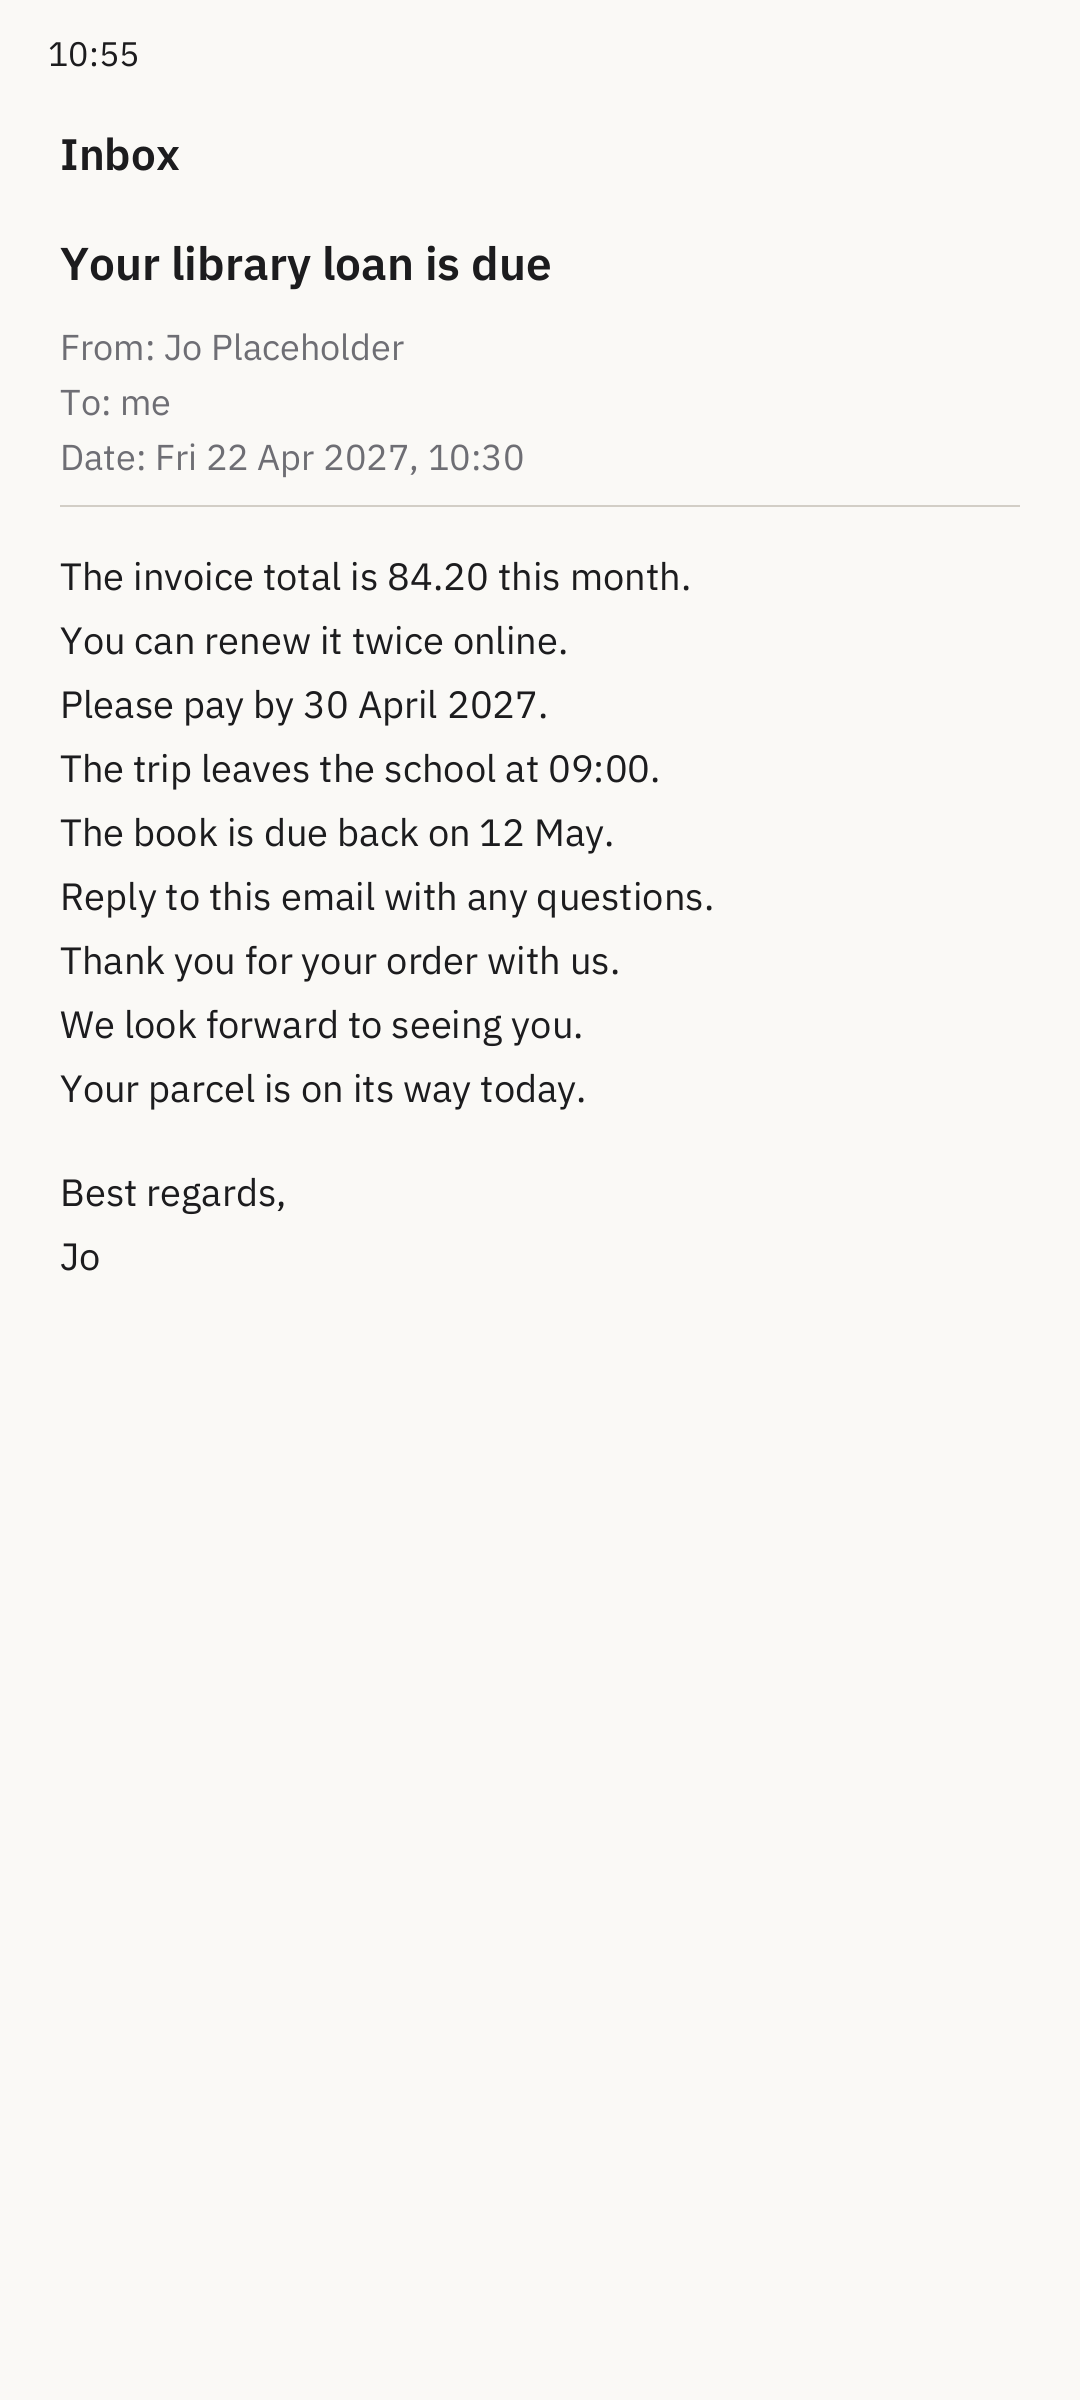 10:55
Inbox
Your library loan is due
From: Jo Placeholder
To: me
Date: Fri 22 Apr 2027, 10:30
The invoice total is 84.20 this month.
You can renew it twice online.
Please pay by 30 April 2027.
The trip leaves the school at 09:00.
The book is due back on 12 May.
Reply to this email with any questions.
Thank you for your order with us.
We look forward to seeing you.
Your parcel is on its way today.
Best regards,
Jo